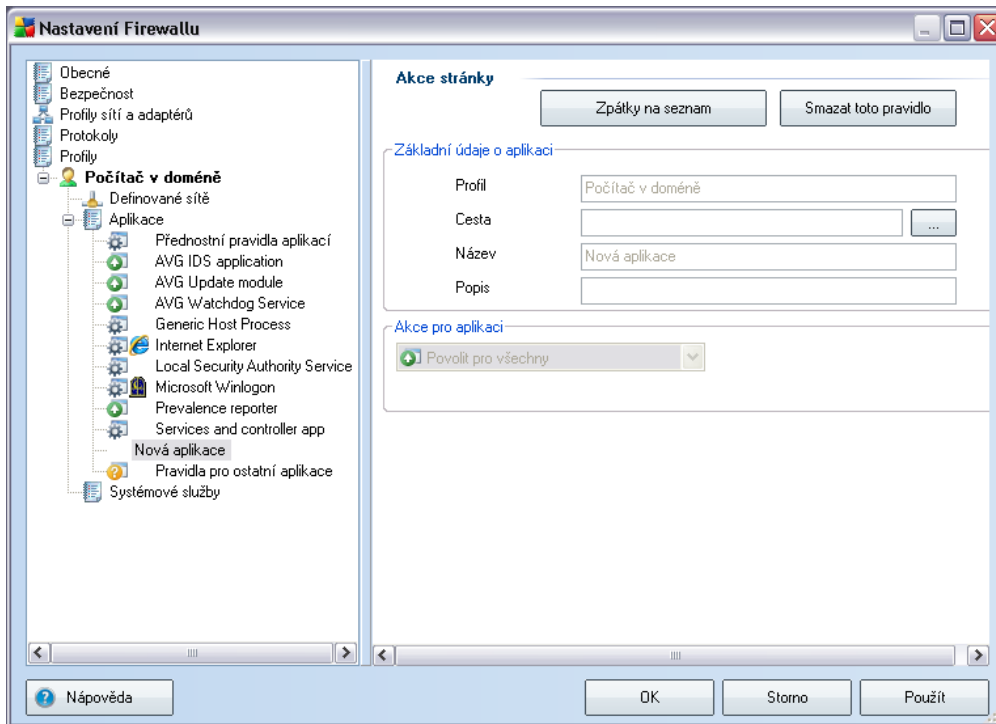 Nastavení Firewallu
Obecné
Bezpečnost
Profily sítí a adaptérů
Protokoly
Profily
Počítač v doméně
Definované sítě
Aplikace
Přednostní pravidla aplikací
AVG IDS application
AVG Update module
AVG Watchdog Service
Generic Host Process
Internet Explorer
Local Security Authority Service
Microsoft Winlogon
Prevalence reporter
Services and controller app
Nová aplikace
Pravidla pro ostatní aplikace
Systémové služby
Akce stránky
Zpátky na seznam
Smazat toto pravidlo
Základní údaje o aplikaci
Profil
Počítač v doméně
Cesta
...
Název
Nová aplikace
Popis
Akce pro aplikaci
Povolit pro všechny
Nápověda
OK
Storno
Použít